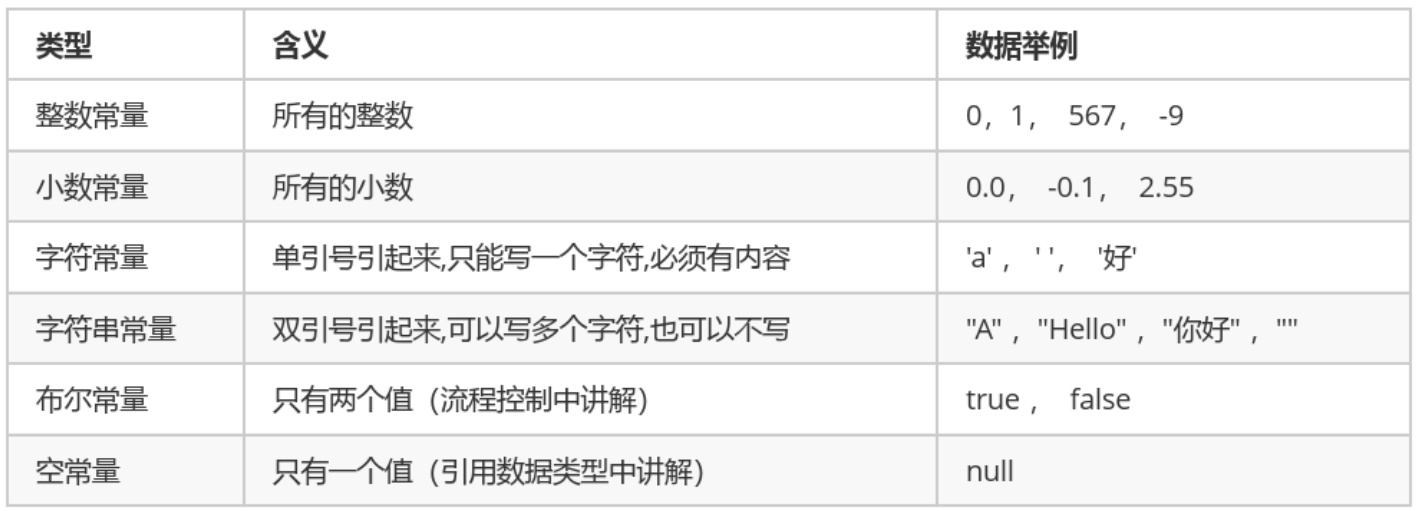 类型 含义 数据举例
整数常量 所有的整数 0，1， 567， -9
小数常量 所有的小数 0.0， -0.1， 2.55
字符常量 单引号引起来,只能写一个字符,必须有内容 'a' ， ' '， '好'
字符串常量 双引号引起来,可以写多个字符,也可以不写 "A" ，"Hello" ，"你好" ，""
布尔常量 只有两个值（流程控制中讲解） true ， false
空常量 只有一个值（引用数据类型中讲解） null